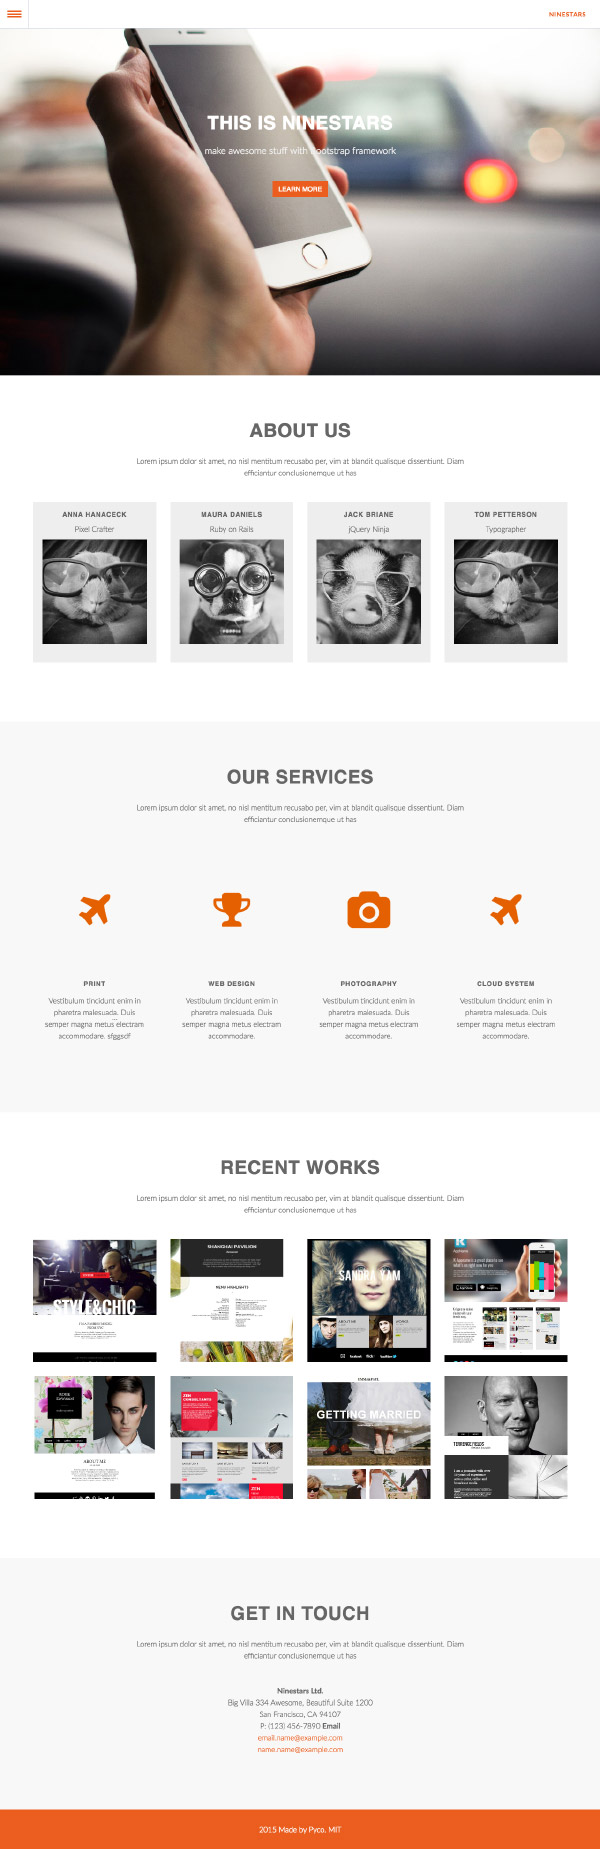 NINESTARS
THIS IS NINESTARS
make awesome stuff with bootstrap framework
LEARN MORE
ABOUT US
Lorem ipsum dolor sit amet, no nisl mentitum recusabo per, vim at blandit qualisque dissentiunt. Diam
efficiantur conclusionemque ut has
ANNA HANACECK
Pixel Crafter
MAURA DANIELS
Ruby on Rails
JACK BRIANE
jQuery Ninja
TOM PETTERSON
Typographer
OUR SERVICES
Lorem ipsum dolor sit amet, no nisl mentitum recusabo per, vim at blandit qualisque dissentiunt. Diam
efficiantur conclusionemque ut has
PRINT
Vestibulum tincidunt enim in
pharetra malesuada. Duis
semper magna metus electram
accommodare. sfggsdf
WEB DESIGN
Vestibulum tincidunt enim in
pharetra malesuada. Duis
semper magna metus electram
accommodare.
PHOTOGRAPHY
Vestibulum tincidunt enim in
pharetra malesuada. Duis
semper magna metus electram
accommodare.
CLOUD SYSTEM
Vestibulum tincidunt enim in
pharetra malesuada. Duis
semper magna metus electram
accommodare.
RECENT WORKS
Lorem ipsum dolor sit amet, no nisl mentitum recusabo per, vim at blandit qualisque dissentiunt. Diam
efficiantur conclusionemque ut has
STYLE&CHIC
SHANGHAI PAVILION
NEW HIGHLIGHTS
SANDRA YAM
ABOUT ME
ZEN
CONSULTANTS
ZEN
GETTING MARRIED
TERRENCE FIELDS
GET IN TOUCH
Lorem ipsum dolor sit amet, no nisl mentitum recusabo per, vim at blandit qualisque dissentiunt. Diam
efficiantur conclusionemque ut has
Ninestars Ltd.
Big Villa 334 Awesome, Beautiful Suite 1200
San Francisco, CA 94107
P: (123) 456-7890 Email
email.name@example.com
name.name@example.com
2015 Made by Pyco. MIT